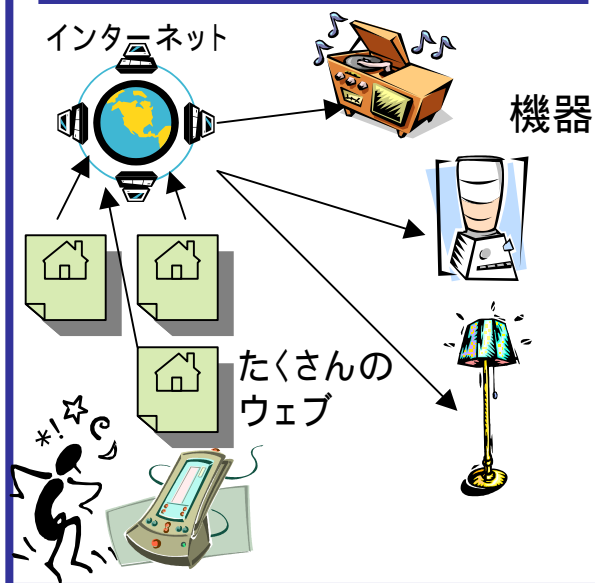 インターネット
機器
たくさんの
ウェブ